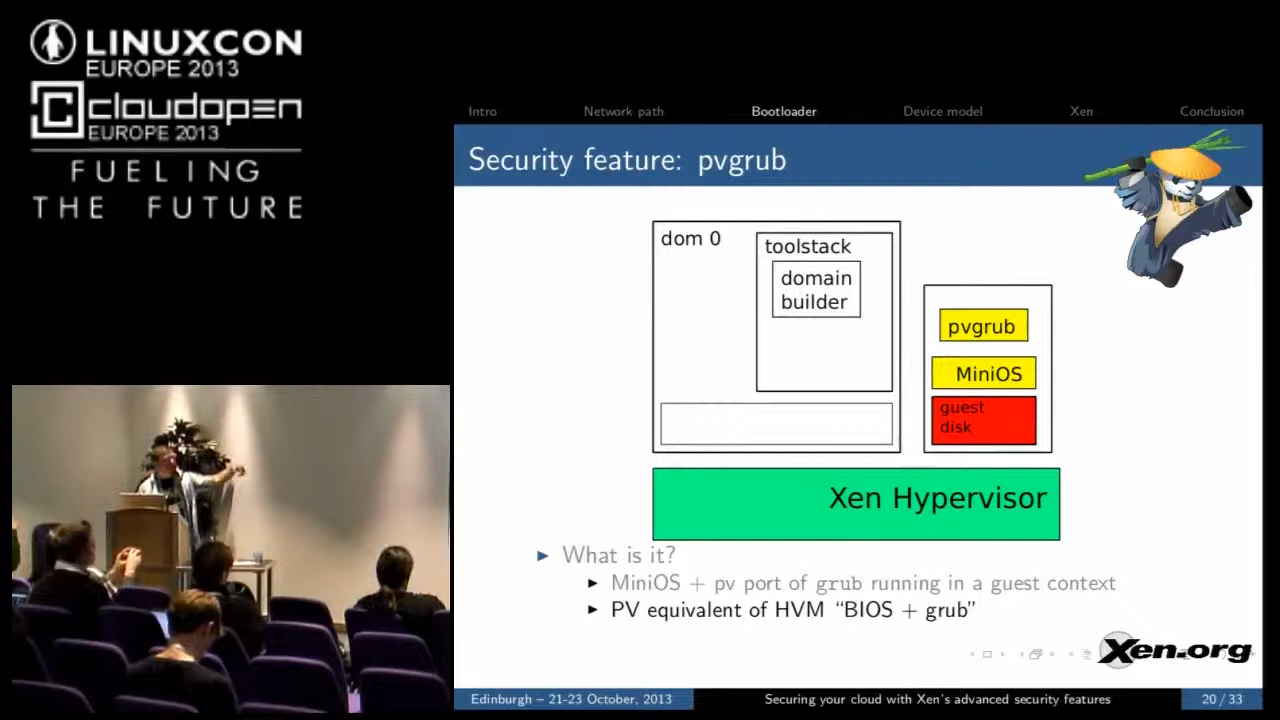 LINUXCON
EUROPE 2013
cloudopen
EUROPE 2013
FUELING
THE FUTURE
Intro Network path Bootloader Device model Xen Conclusion
Security feature: pvgrub
dom 0
toolstack
domain
builder
pvgrub
MiniOS
guest
disk
Xen Hypervisor
What is it?
MiniOS + pv port of grub running in a guest context
PV equivalent of HVM “BIOS + grub”
Xen.org
Edinburgh – 21-23 October, 2013 Securing your cloud with Xen's advanced security features 20 / 33